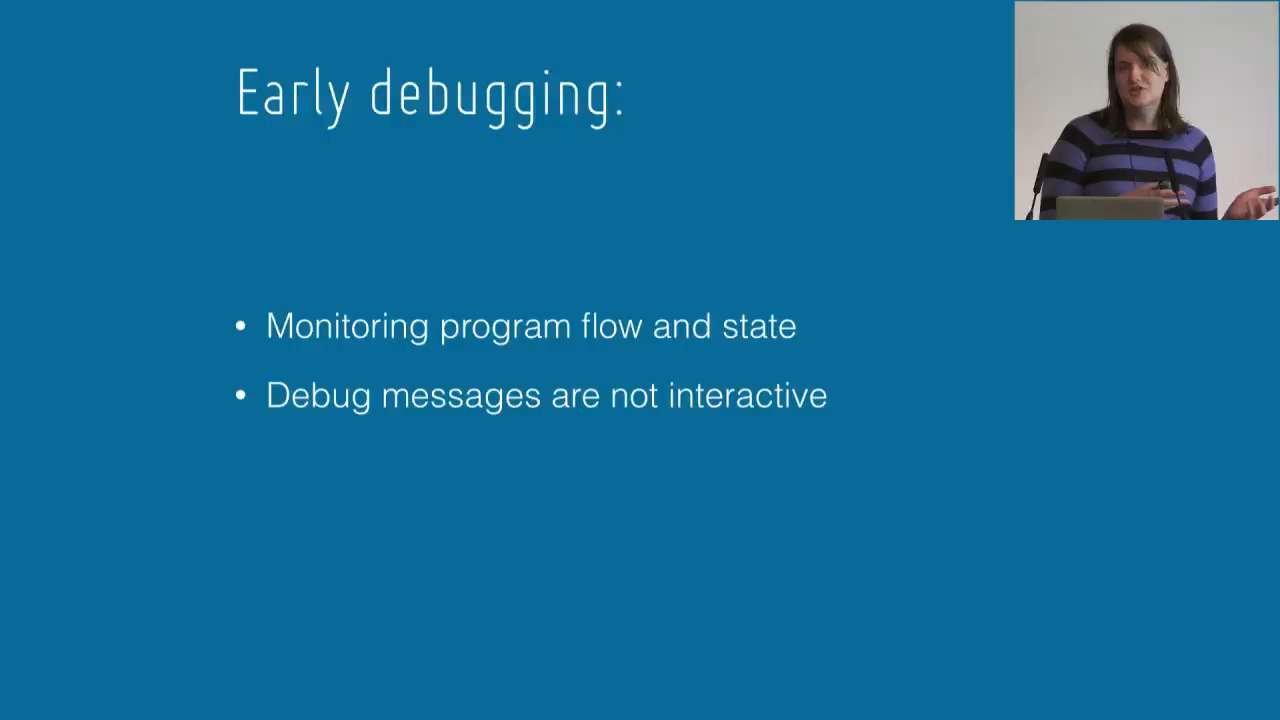 Early debugging:
• Monitoring program flow and state
• Debug messages are not interactive